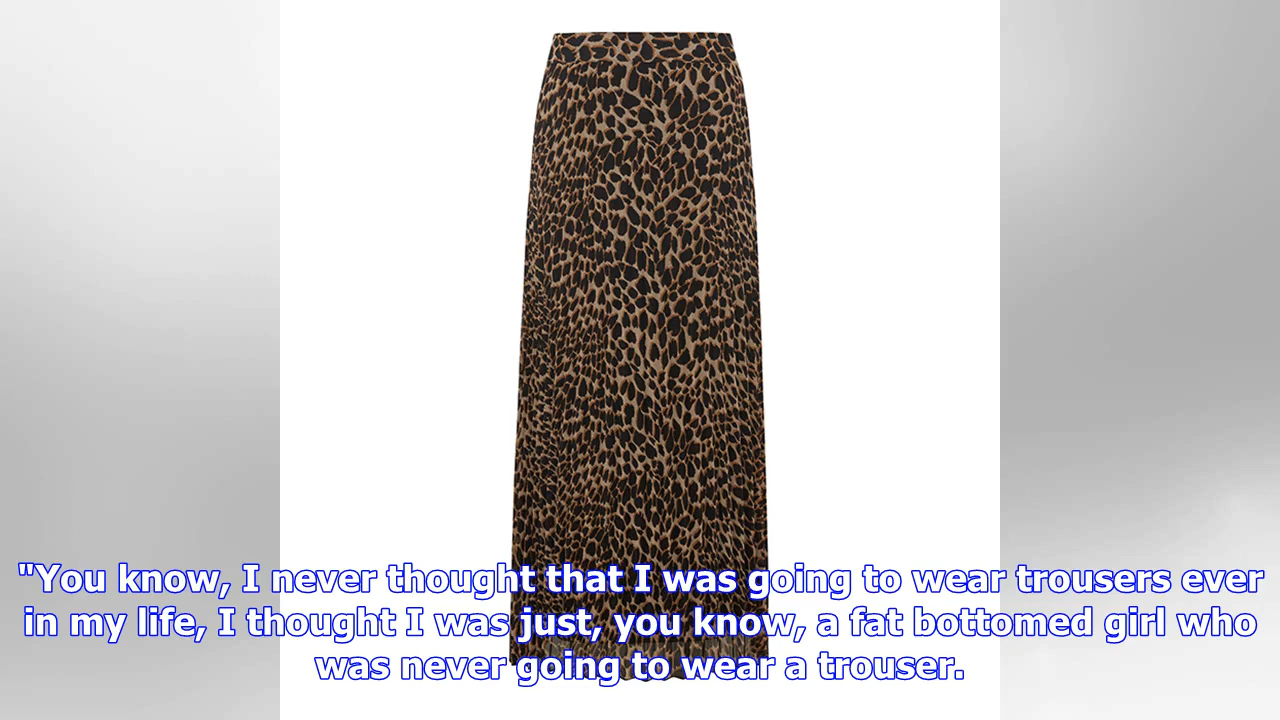 "You know, I never thought that I was going to wear trousers ever
in my life, I thought I was just, you know, a fat bottomed girl who
was never going to wear a trouser.